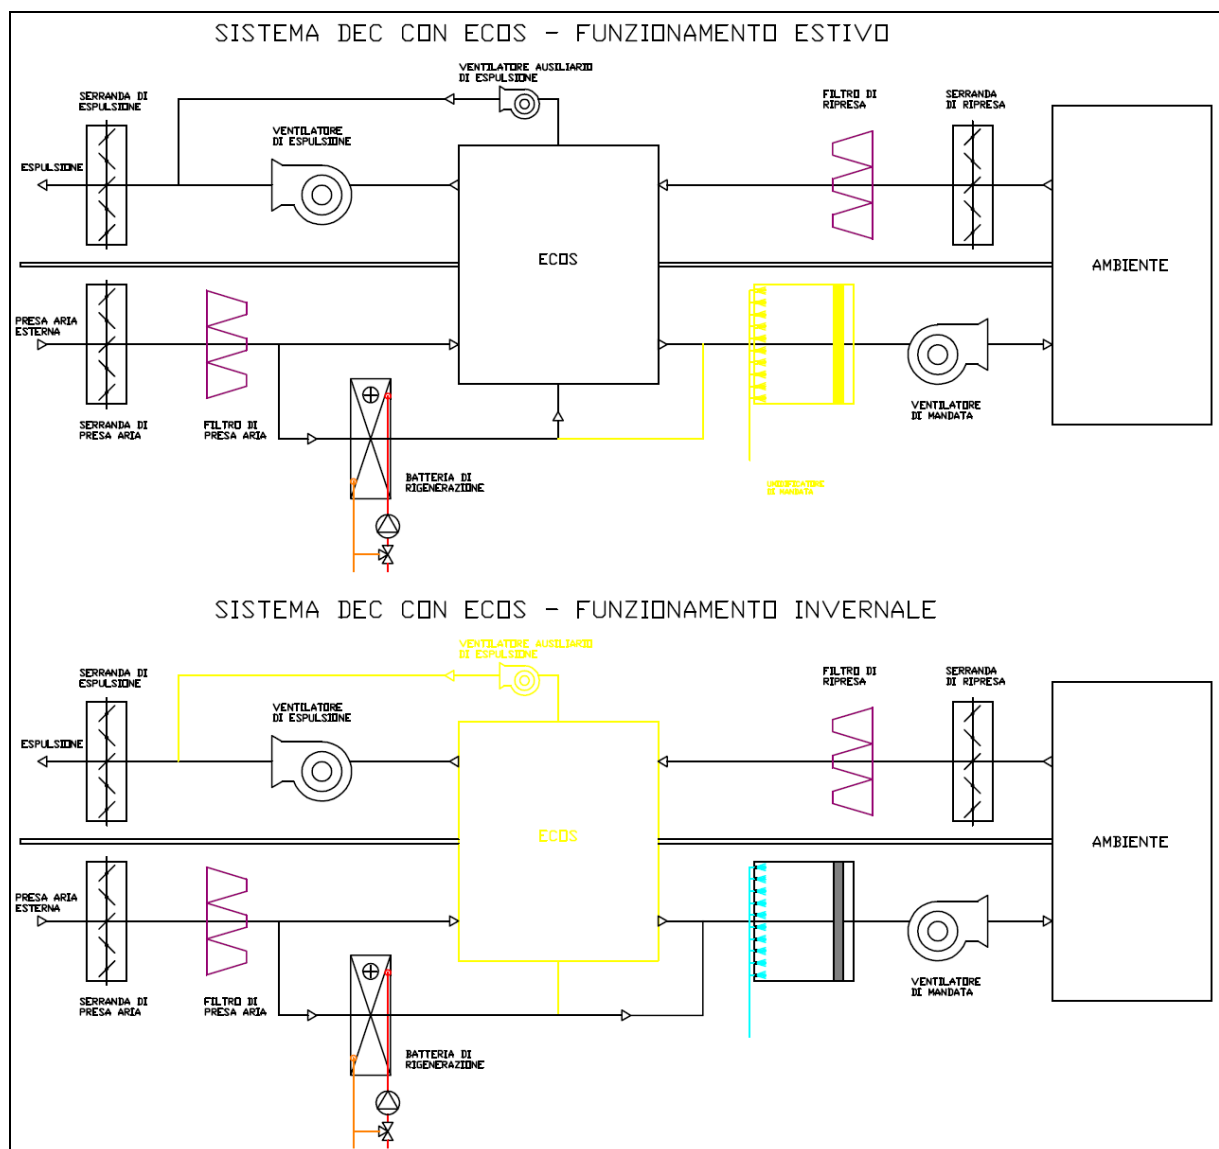 SISTEMA DEC CON ECOS - FUNZIONAMENTO ESTIVO
VENTILATORE AUSILIARIO
DI ESPULSIONE
SERRANDA DI
ESPULSIONE
FILTRO DI
RIPRESA
SERRANDA
DI RIPRESA
VENTILATORE
DI ESPULSIONE
ESPULSIONE
ECOS
AMBIENTE
PRESA ARIA
ESTERNA
SERRANDA DI
PRESA ARIA
FILTRO DI
PRESA ARIA
VENTILATORE
DI MANDATA
BATTERIA DI
RIGENERAZIONE
UMIDIFICATORE
DI MANDATA
SISTEMA DEC CON ECOS - FUNZIONAMENTO INVERNALE
VENTILATORE AUSILIARIO
DI ESPULSIONE
SERRANDA DI
ESPULSIONE
FILTRO DI
RIPRESA
SERRANDA
DI RIPRESA
VENTILATORE
DI ESPULSIONE
ESPULSIONE
ECOS
AMBIENTE
PRESA ARIA
ESTERNA
SERRANDA DI
PRESA ARIA
FILTRO DI
PRESA ARIA
VENTILATORE
DI MANDATA
BATTERIA DI
RIGENERAZIONE